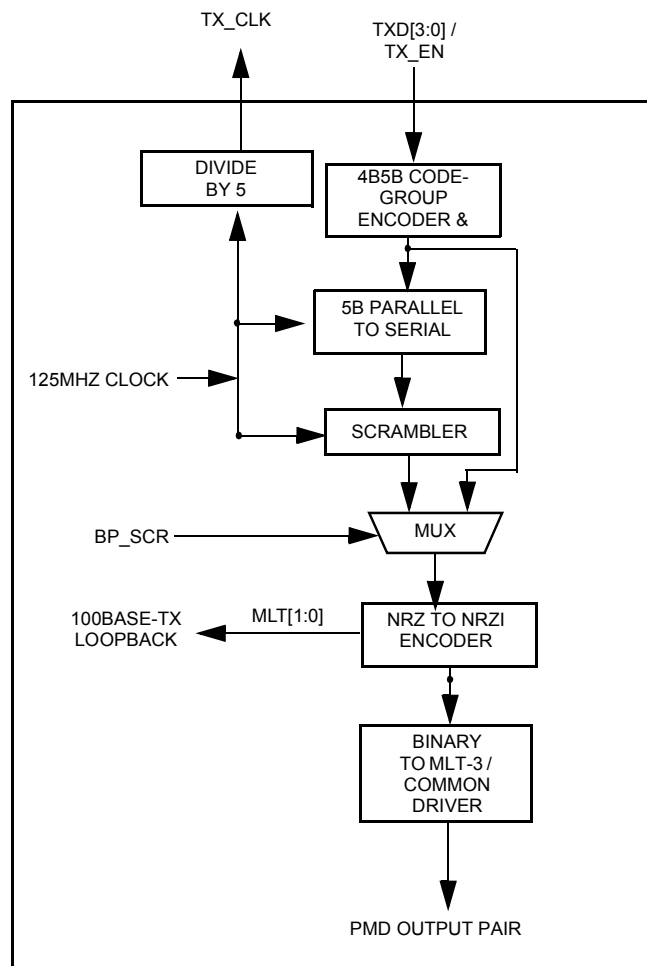 TX_CLK
TXD[3:0] /
TX_EN
DIVIDE
BY 5
4B5B CODE-
GROUP
ENCODER &
5B PARALLEL
TO SERIAL
125MHZ CLOCK
SCRAMBLER
BP_SCR
MUX
100BASE-TX
LOOPBACK
MLT[1:0]
NRZ TO NRZI
ENCODER
BINARY
TO MLT-3 /
COMMON
DRIVER
PMD OUTPUT PAIR